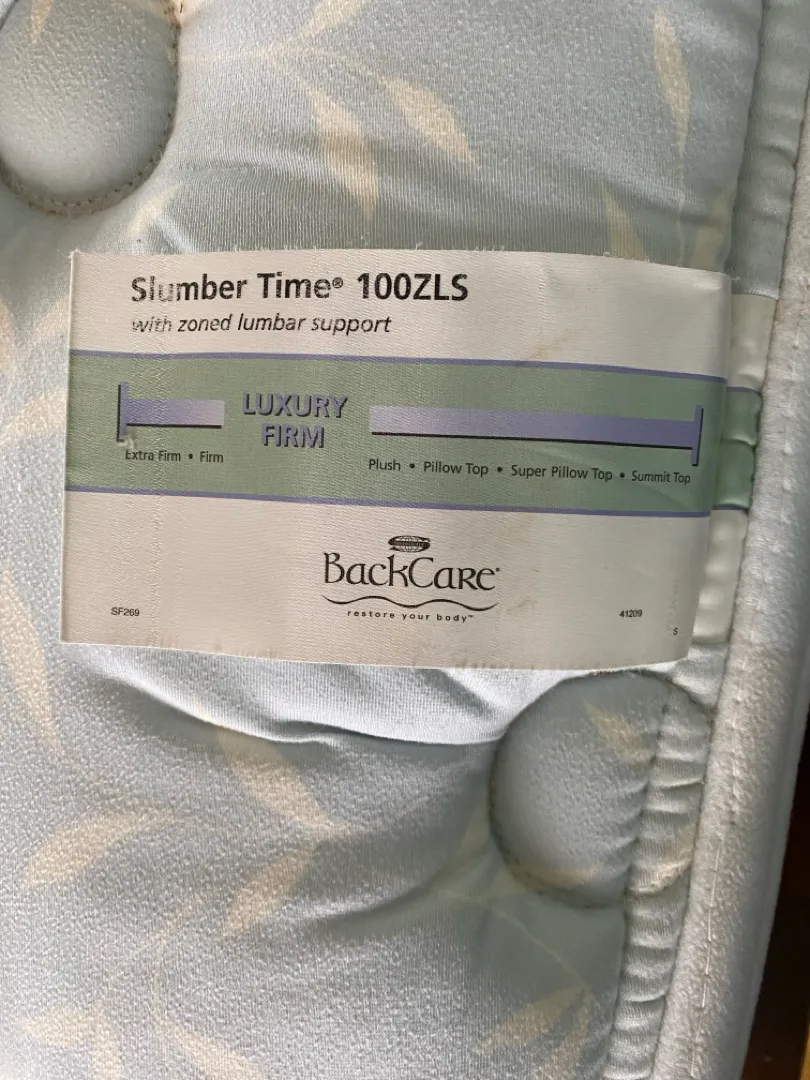 Slumber Time® 100ZLS
with zoned lumbar support
LUXURY
FIRM
Extra Firm • Firm
Plush • Pillow Top • Super Pillow Top • Summit Top
BackCare®
restore your body™
SF269
41209
S